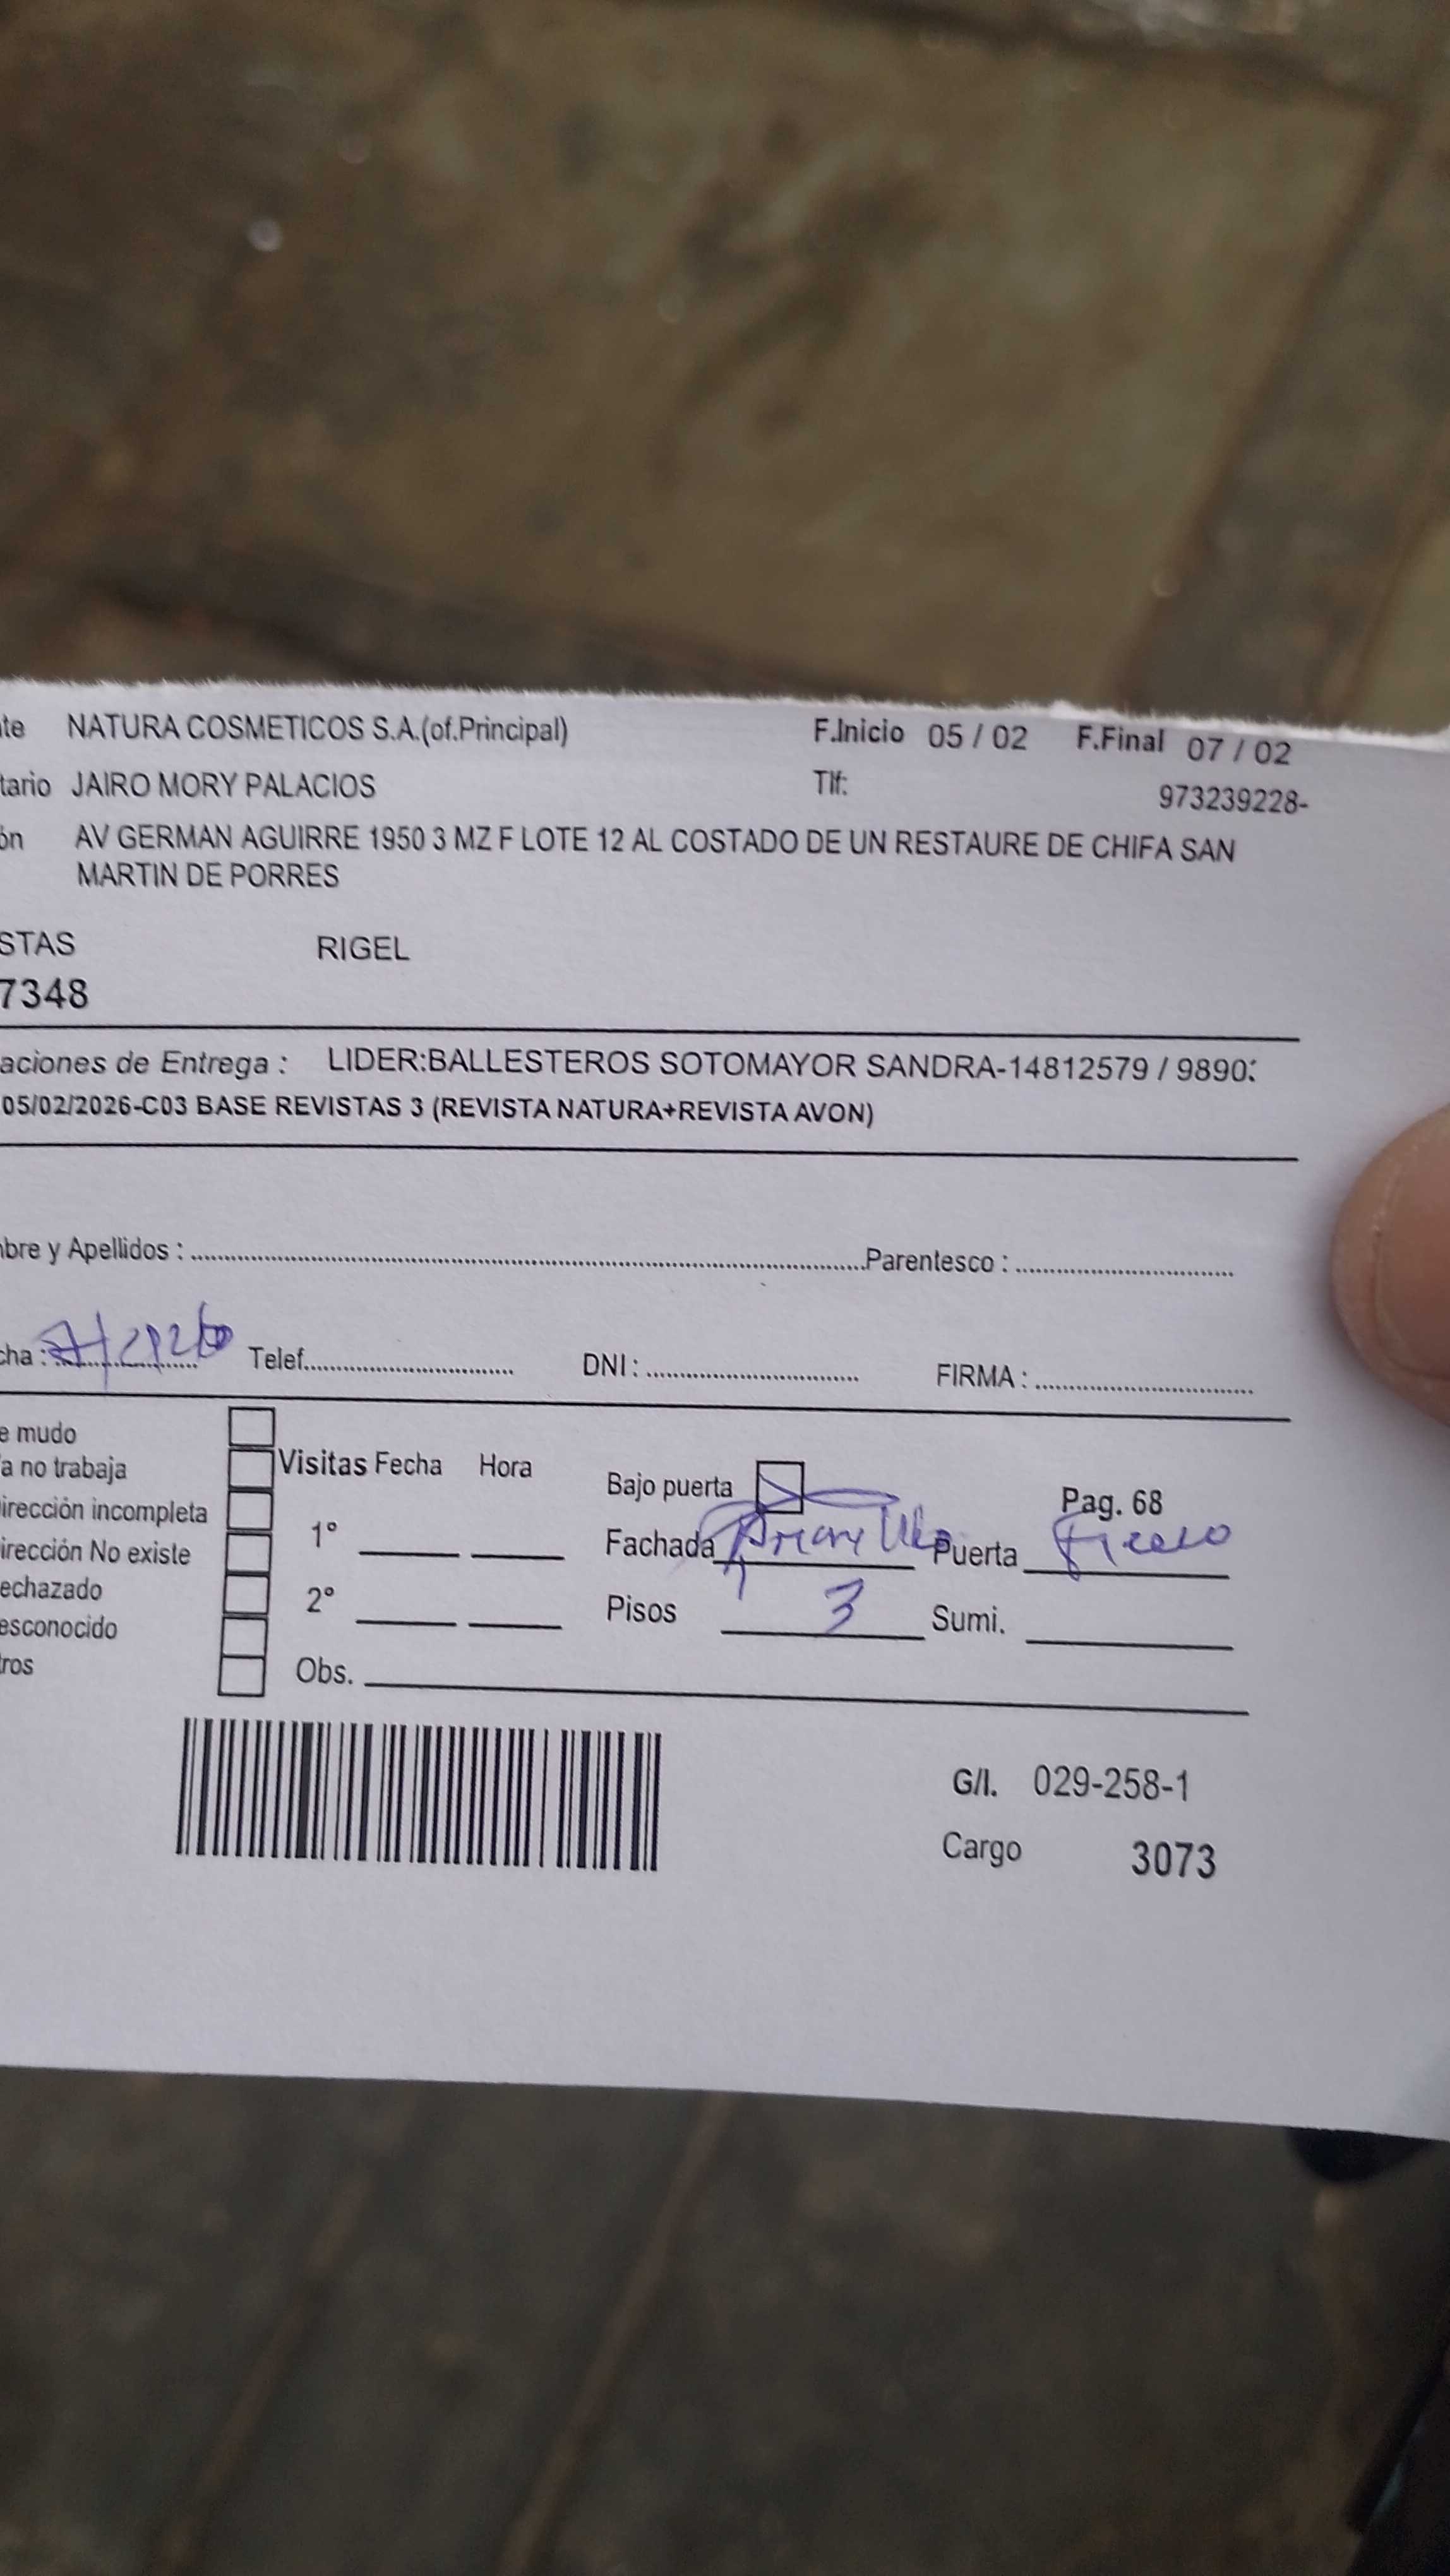 te NATURA COSMETICOS S.A.(of.Principal) F.Inicio 05 / 02 F.Final 07 / 02
tario JAIRO MORY PALACIOS Tlf: 973239228-
ón AV GERMAN AGUIRRE 1950 3 MZ F LOTE 12 AL COSTADO DE UN RESTAURE DE CHIFA SAN
MARTIN DE PORRES
STAS RIGEL
7348
aciones de Entrega : LIDER:BALLESTEROS SOTOMAYOR SANDRA-14812579 / 9890
05/02/2026-C03 BASE REVISTAS 3 (REVISTA NATURA+REVISTA AVON)
bre y Apellidos : Parentesco :
cha : Telef. DNI : FIRMA :
e mudo
a no trabaja Visitas Fecha Hora Bajo puerta Pag. 68
irección incompleta
irección No existe 1° Fachada Amarillo Puerta Fierro
echazado 2° Pisos 3 Sumi.
esconocido
ros Obs.
G/I. 029-258-1
Cargo 3073